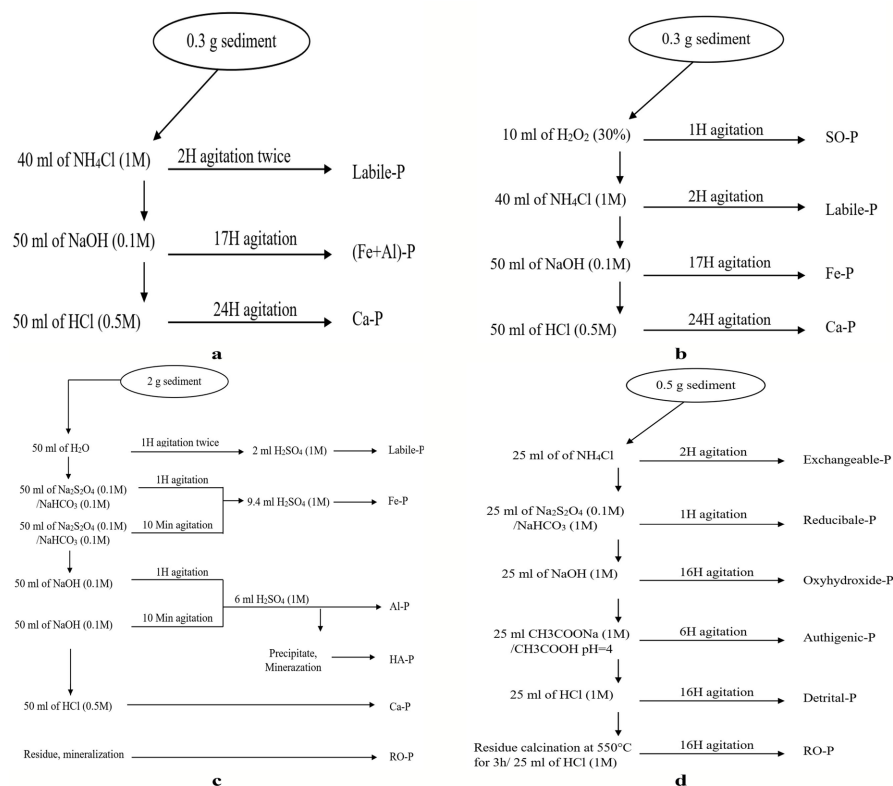 0.3 g sediment
40 ml of NH₄Cl (1M)
2H agitation twice
Labile-P
50 ml of NaOH (0.1M)
17H agitation
(Fe+Al)-P
50 ml of HCl (0.5M)
24H agitation
Ca-P
a
0.3 g sediment
10 ml of H₂O₂ (30%)
1H agitation
SO-P
40 ml of NH₄Cl (1M)
2H agitation
Labile-P
50 ml of NaOH (0.1M)
17H agitation
Fe-P
50 ml of HCl (0.5M)
24H agitation
Ca-P
b
2 g sediment
50 ml of H₂O
1H agitation twice
2 ml H₂SO₄ (1M)
Labile-P
50 ml of Na₂S₂O₄ (0.1M)
/NaHCO₃ (0.1M)
1H agitation
9.4 ml H₂SO₄ (1M)
Fe-P
50 ml of Na₂S₂O₄ (0.1M)
/NaHCO₃ (0.1M)
10 Min agitation
50 ml of NaOH (0.1M)
1H agitation
6 ml H₂SO₄ (1M)
Al-P
50 ml of NaOH (0.1M)
10 Min agitation
Precipitate,
Minerazation
HA-P
50 ml of HCl (0.5M)
Ca-P
Residue, mineralization
RO-P
c
0.5 g sediment
25 ml of of NH₄Cl
2H agitation
Exchangeable-P
25 ml of Na₂S₂O₄ (0.1M)
/NaHCO₃ (1M)
1H agitation
Reducibale-P
25 ml of NaOH (1M)
16H agitation
Oxyhydroxide-P
25 ml CH3COONa (1M)
/CH3COOH pH=4
6H agitation
Authigenic-P
25 ml of HCl (1M)
16H agitation
Detrital-P
Residue calcination at 550°C
for 3h/ 25 ml of HCl (1M)
16H agitation
RO-P
d